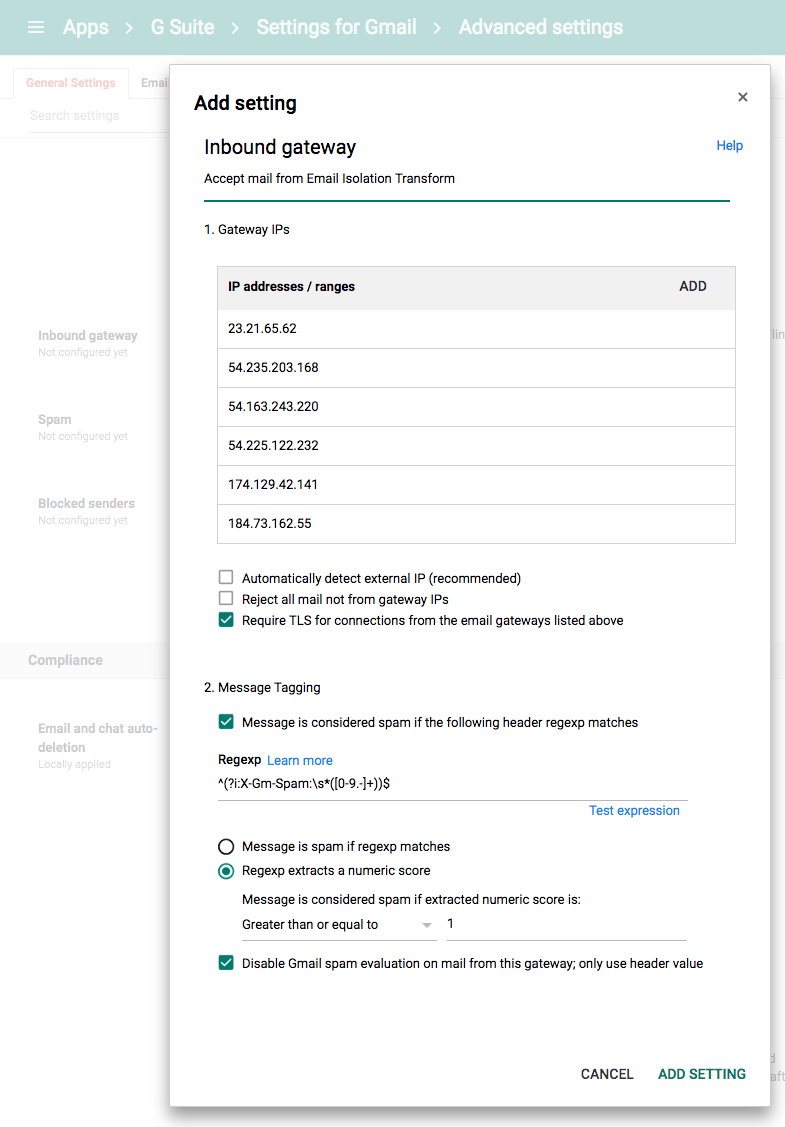 Apps > G Suite > Settings for Gmail > Advanced settings
General Settings
Email
Search settings
Add setting
×
Inbound gateway
Help
Accept mail from Email Isolation Transform
1. Gateway IPs
IP addresses / ranges
ADD
23.21.65.62
54.235.203.168
54.163.243.220
54.225.122.232
174.129.42.141
184.73.162.55
Inbound gateway
Not configured yet
Spam
Not configured yet
Blocked senders
Not configured yet
lin
Automatically detect external IP (recommended)
Reject all mail not from gateway IPs
Require TLS for connections from the email gateways listed above
Compliance
2. Message Tagging
Message is considered spam if the following header regexp matches
Email and chat auto-
deletion
Locally applied
Regexp Learn more
^(?i:X-Gm-Spam:\s*([0-9.-]+))$
Test expression
Message is spam if regexp matches
Regexp extracts a numeric score
Message is considered spam if extracted numeric score is:
Greater than or equal to
1
Disable Gmail spam evaluation on mail from this gateway; only use header value
CANCEL
ADD SETTING
d
aft